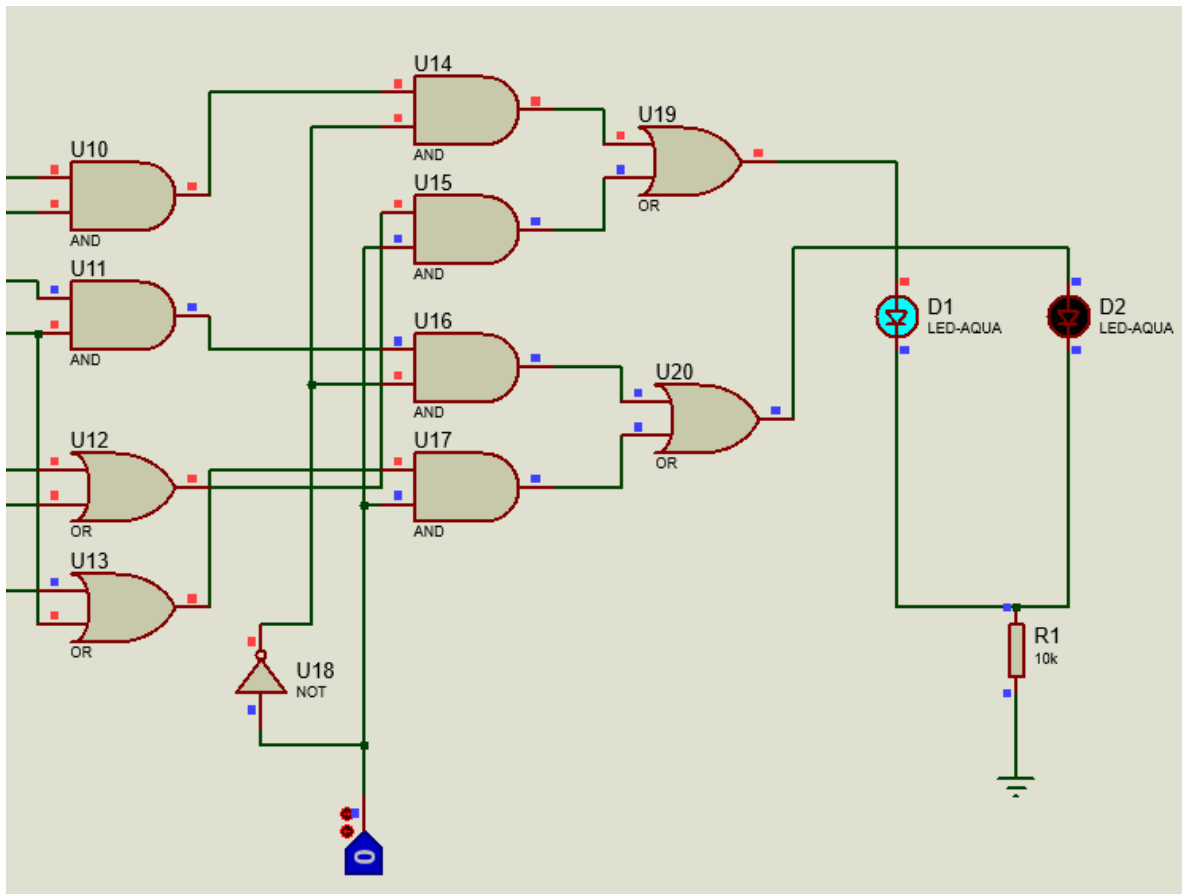 U14
AND
U19
OR
U10
AND
U15
AND
U11
AND
D1
LED-AQUA
D2
LED-AQUA
U16
AND
U20
OR
U12
OR
U17
AND
U13
OR
U18
NOT
R1
10k
0